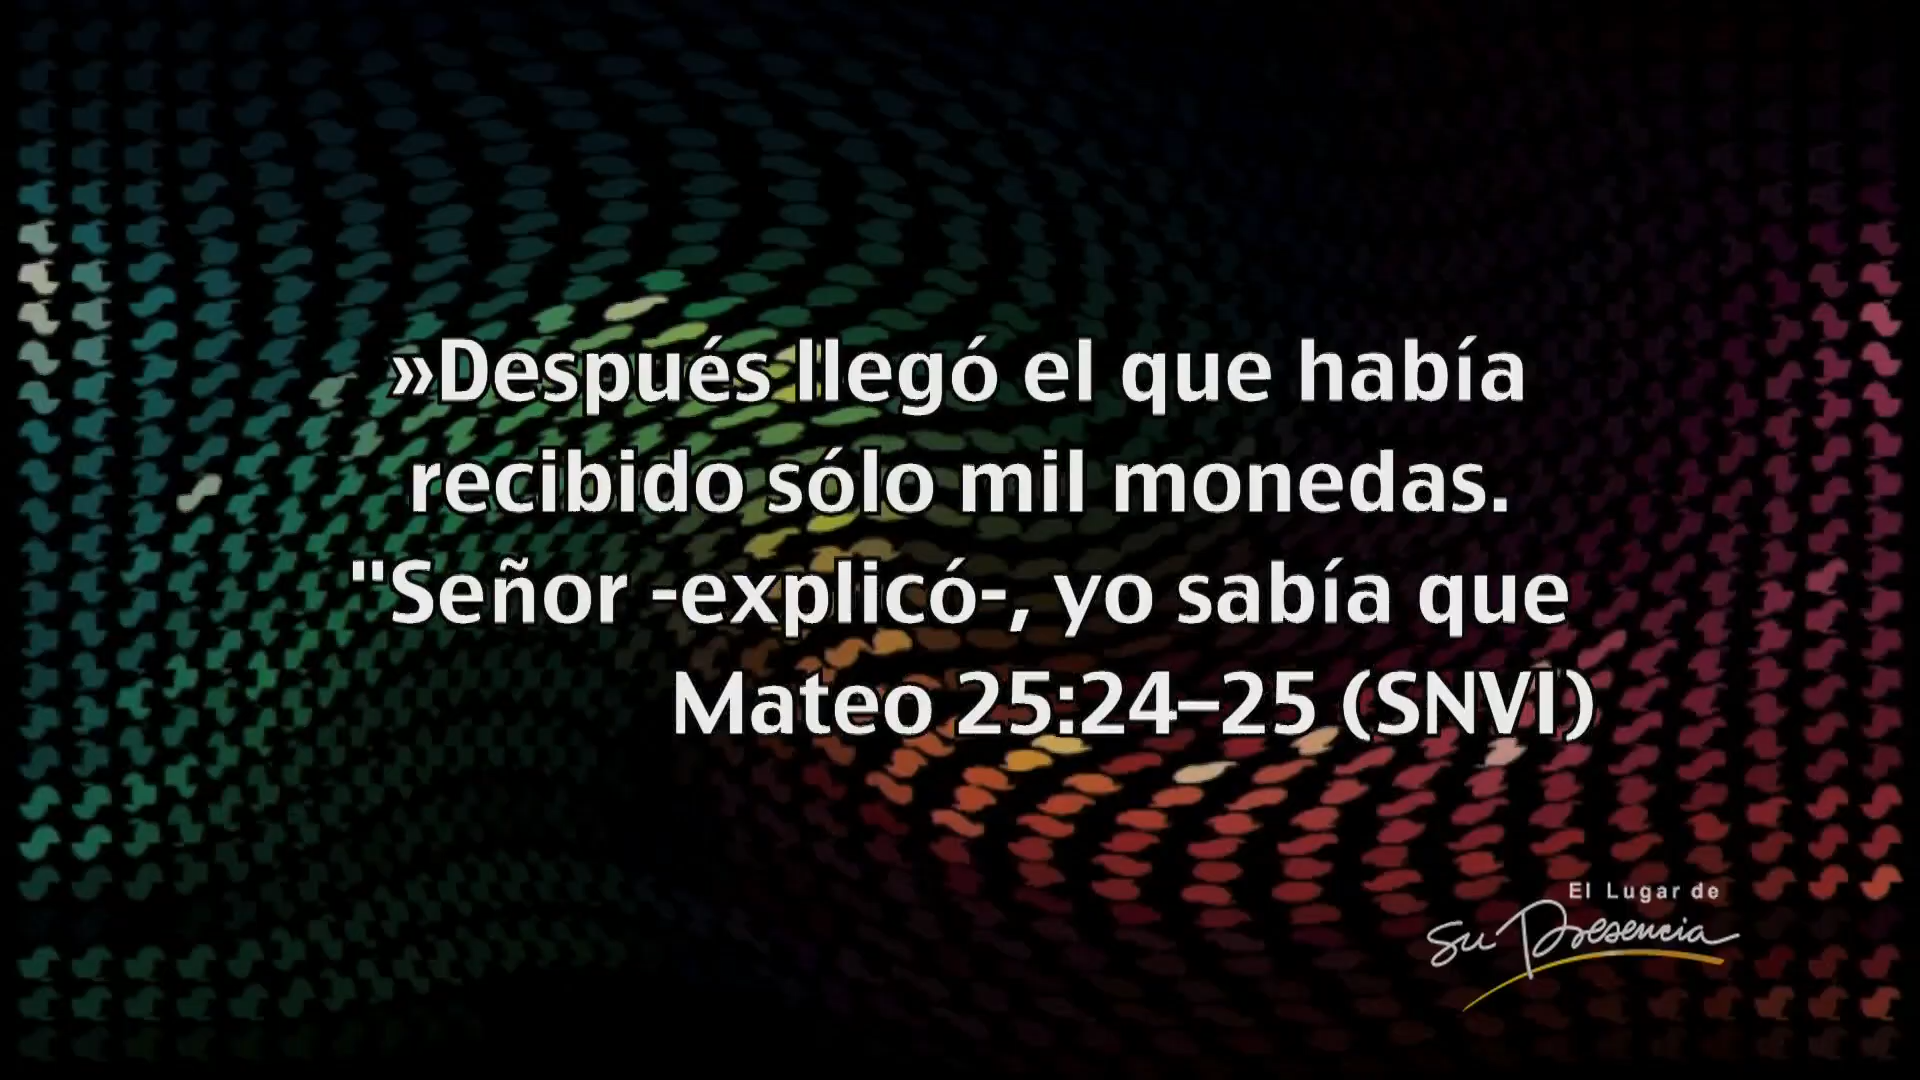 »Después llegó el que había
recibido sólo mil monedas.
"Señor -explicó-, yo sabía que
Mateo 25:24–25 (SNVI)
El Lugar de
Su Presencia